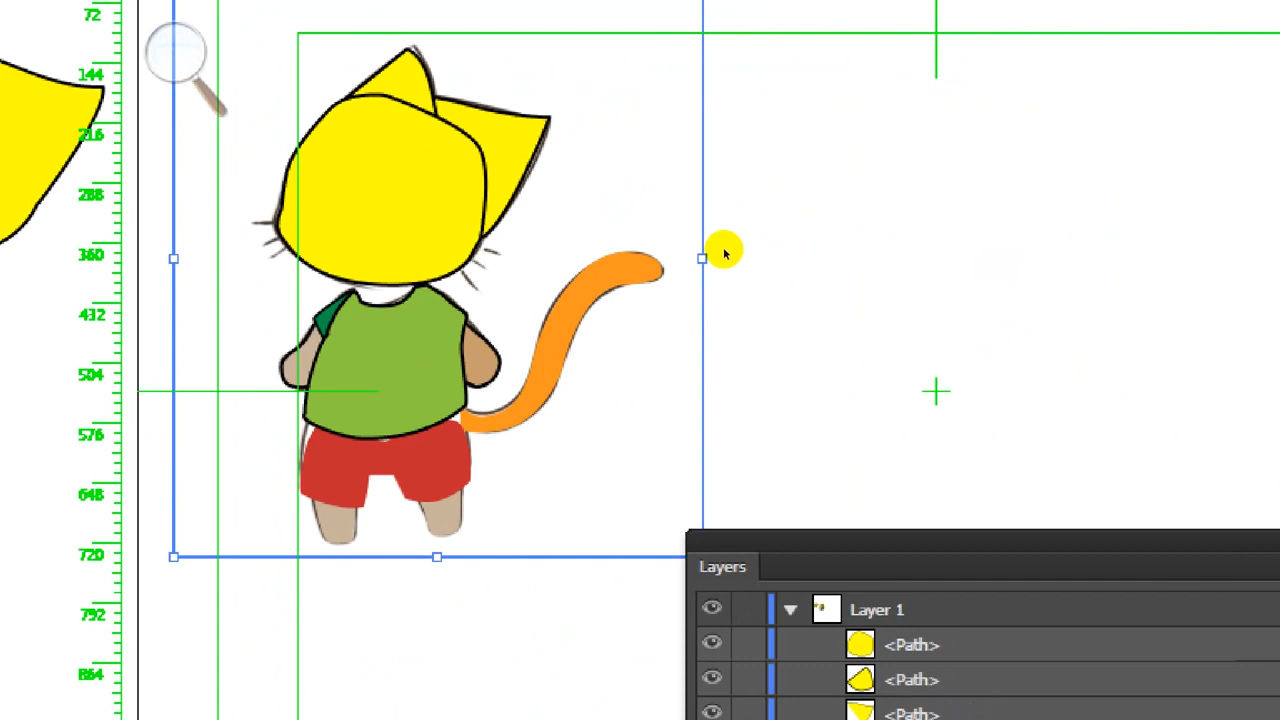 72
144
216
288
360
432
504
576
648
720
792
864
Layers
Layer 1
<Path>
<Path>
<Path>